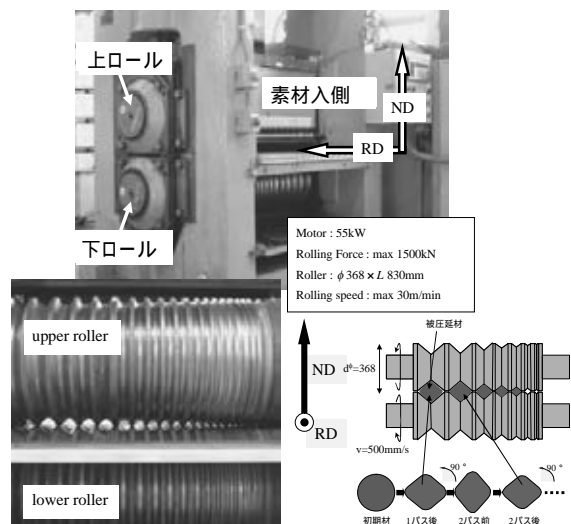 上ロール
素材入側
ND
RD
下ロール
Motor : 55kW
Rolling Force : max 1500kN
Roller : φ368 × L 830mm
Rolling speed : max 30m/min
upper roller
lower roller
ND
RD
被圧延材
dφ=368
v=500mm/s
90°
90°
初期材
1パス後
2パス前
2パス後